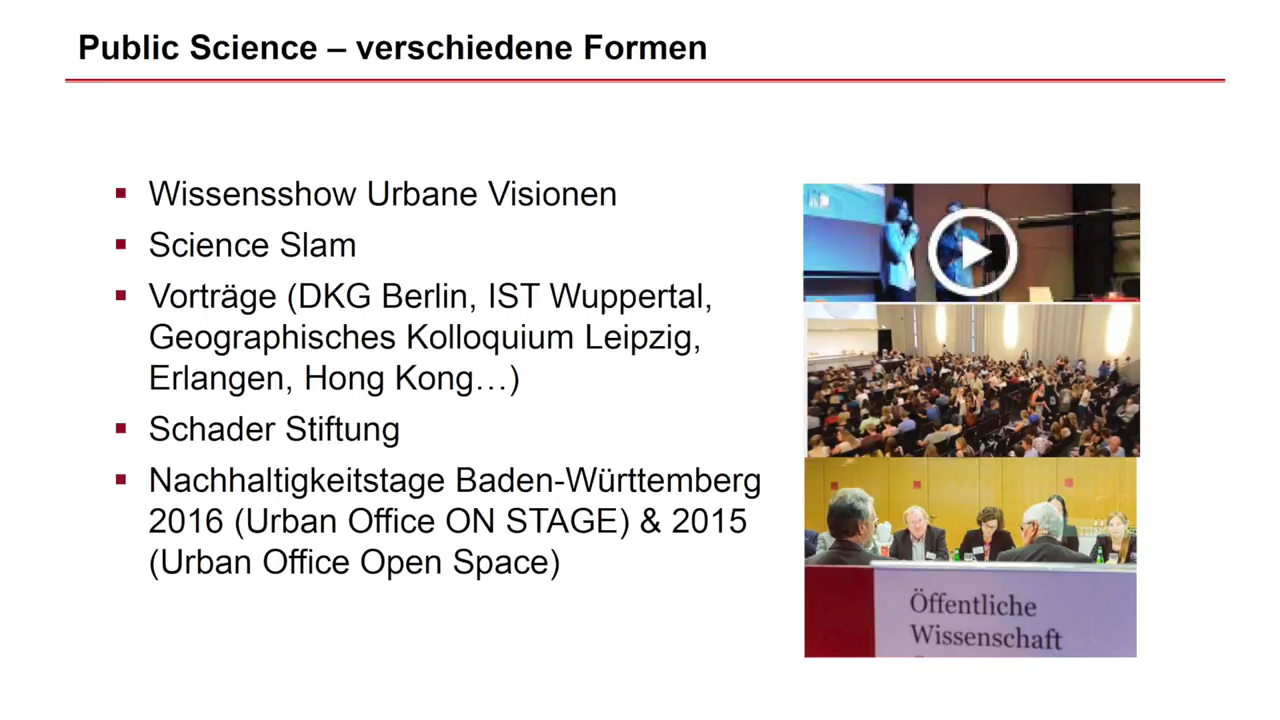 Public Science – verschiedene Formen
Wissensshow Urbane Visionen
Science Slam
Vorträge (DKG Berlin, IST Wuppertal,
Geographisches Kolloquium Leipzig,
Erlangen, Hong Kong…)
Schader Stiftung
Nachhaltigkeitstage Baden-Württemberg
2016 (Urban Office ON STAGE) & 2015
(Urban Office Open Space)
Öffentliche
Wissenschaft